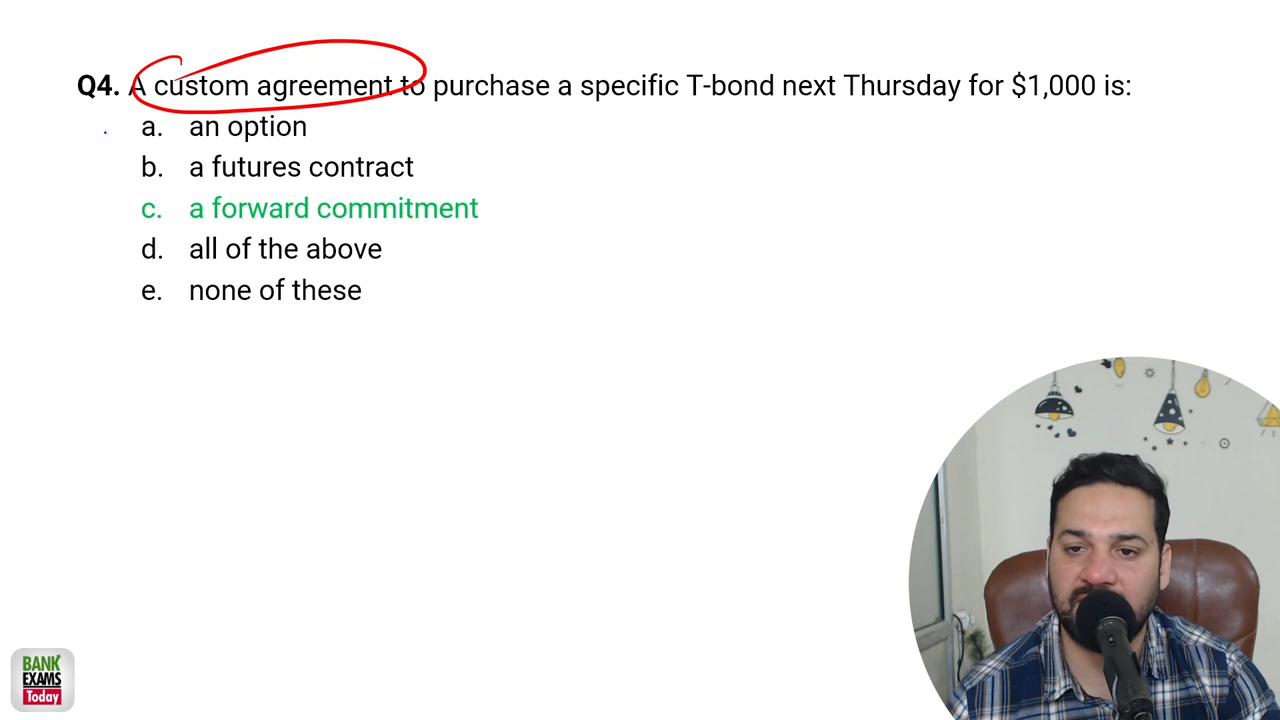 Q4. A custom agreement to purchase a specific T-bond next Thursday for $1,000 is:
a. an option
b. a futures contract
c. a forward commitment
d. all of the above
e. none of these
BANK
EXAMS
Today